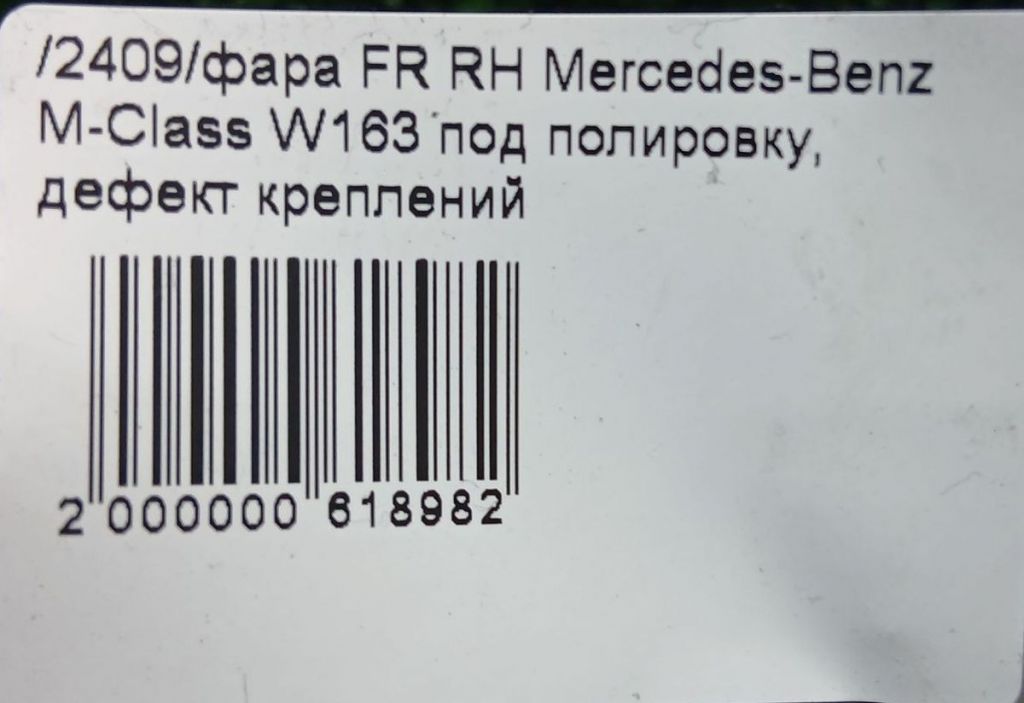 /2409/фара FR RH Mercedes-Benz
M-Class W163 под полировку,
дефект креплений
2 000000 618982